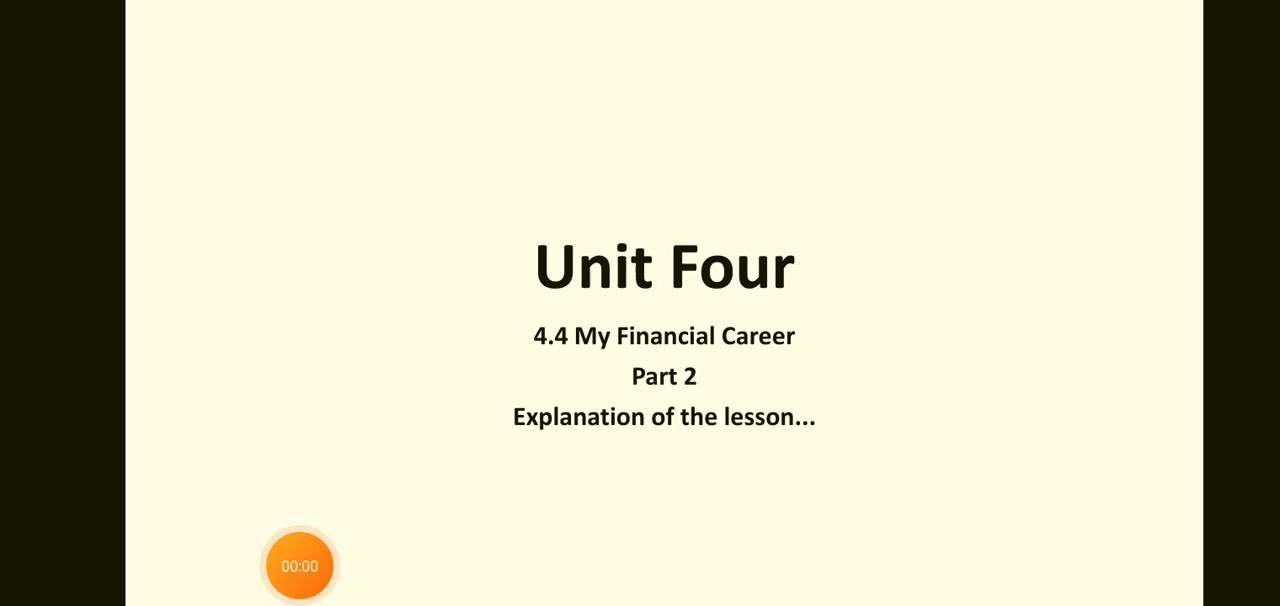 Unit Four
4.4 My Financial Career
Part 2
Explanation of the lesson...
00:00